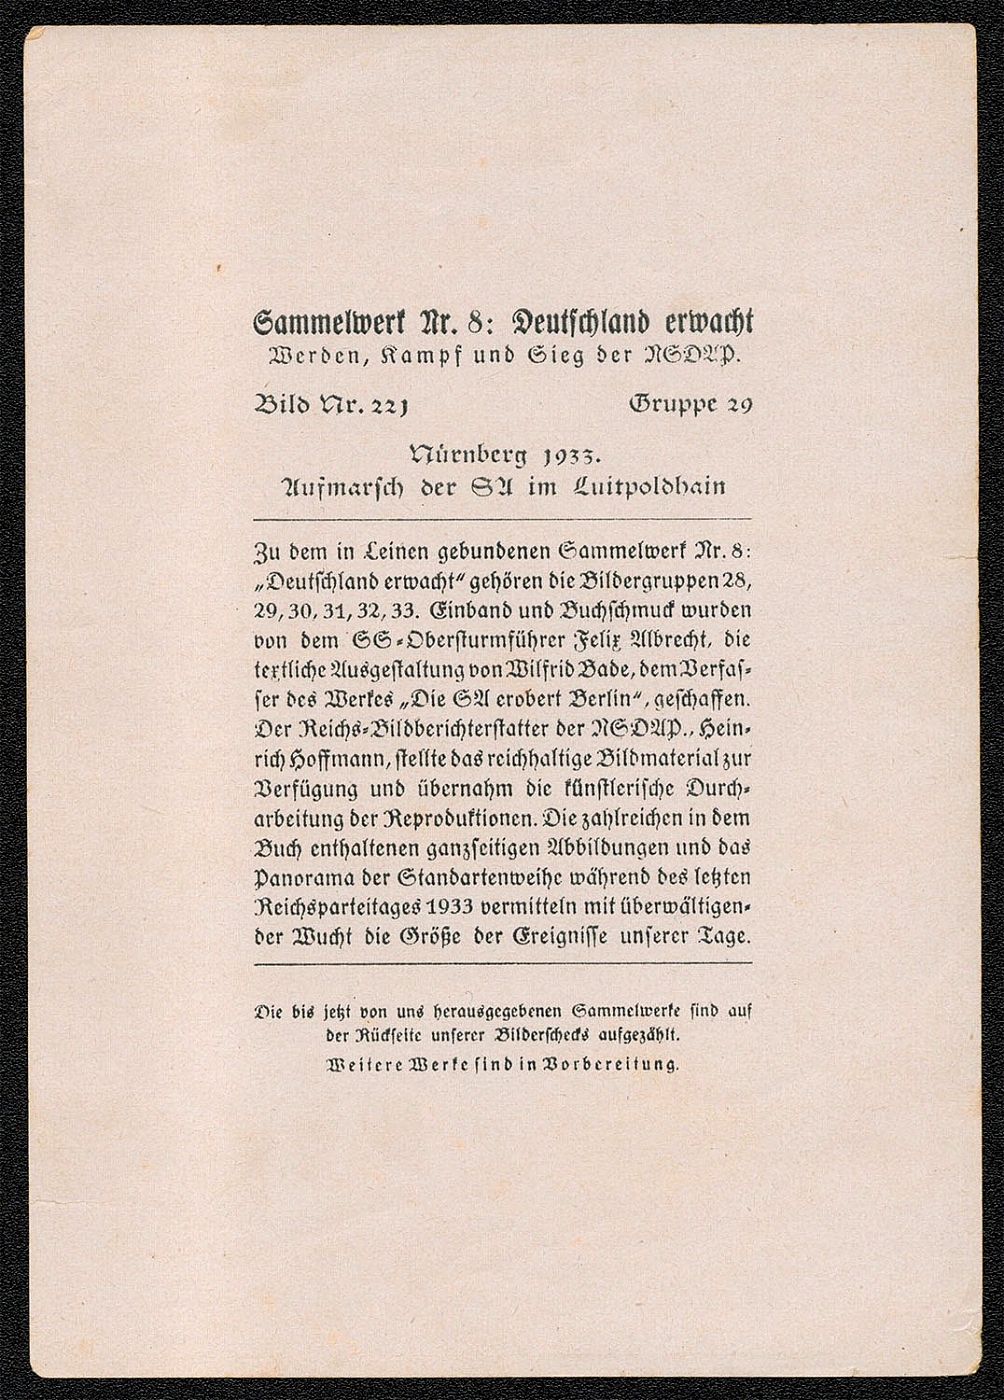 Sammelwerk Nr. 8: Deutschland erwacht
Werden, Kampf und Sieg der NSDAP.
Bild Nr. 221 Gruppe 29
Nürnberg 1933.
Aufmarsch der SA im Luitpoldhain
Zu dem in Leinen gebundenen Sammelwerk Nr. 8:
„Deutschland erwacht“ gehören die Bildergruppen 28,
29, 30, 31, 32, 33. Einband und Buchschmuck wurden
von dem SS-Obersturmführer Felix Albrecht, die
textliche Ausgestaltung von Wilfrid Bade, dem Verfas-
ser des Werkes „Die SA erobert Berlin“, geschaffen.
Der Reichs-Bildberichterstatter der NSDAP., Hein-
rich Hoffmann, stellte das reichhaltige Bildmaterial zur
Verfügung und übernahm die künstlerische Durch-
arbeitung der Reproduktionen. Die zahlreichen in dem
Buch enthaltenen ganzseitigen Abbildungen und das
Panorama der Standartenweihe während des letzten
Reichsparteitages 1933 vermitteln mit überwältigen-
der Wucht die Größe der Ereignisse unserer Tage.
Die bis jetzt von uns herausgegebenen Sammelwerke sind auf
der Rückseite unserer Bilderschecks aufgezählt.
Weitere Werke sind in Vorbereitung.